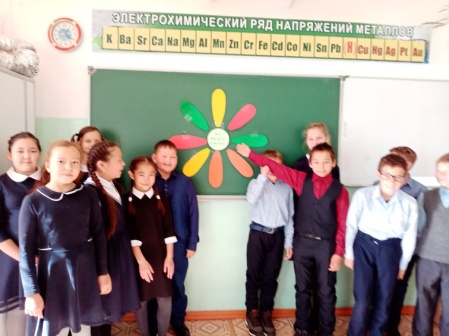 ЭЛЕКТРОХИМИЧЕСКИЙ РЯД НАПРЯЖЕНИЙ МЕТАЛЛОВ
K Ba Sr Ca Na Mg Al Mn Zn Cr Fe Cd Co Ni Sn Pb H Cu Hg Ag Pt Au